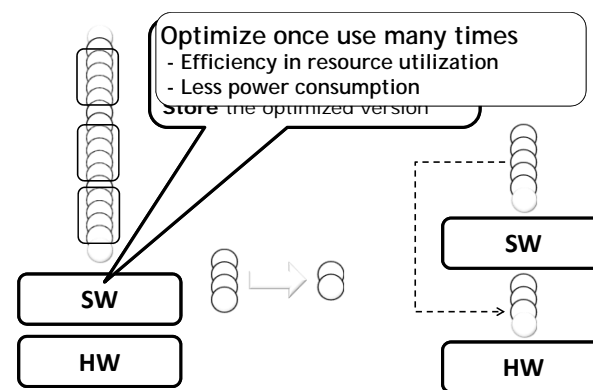 Optimize once use many times
- Efficiency in resource utilization
- Less power consumption
Store the optimized version
SW
HW
SW
HW